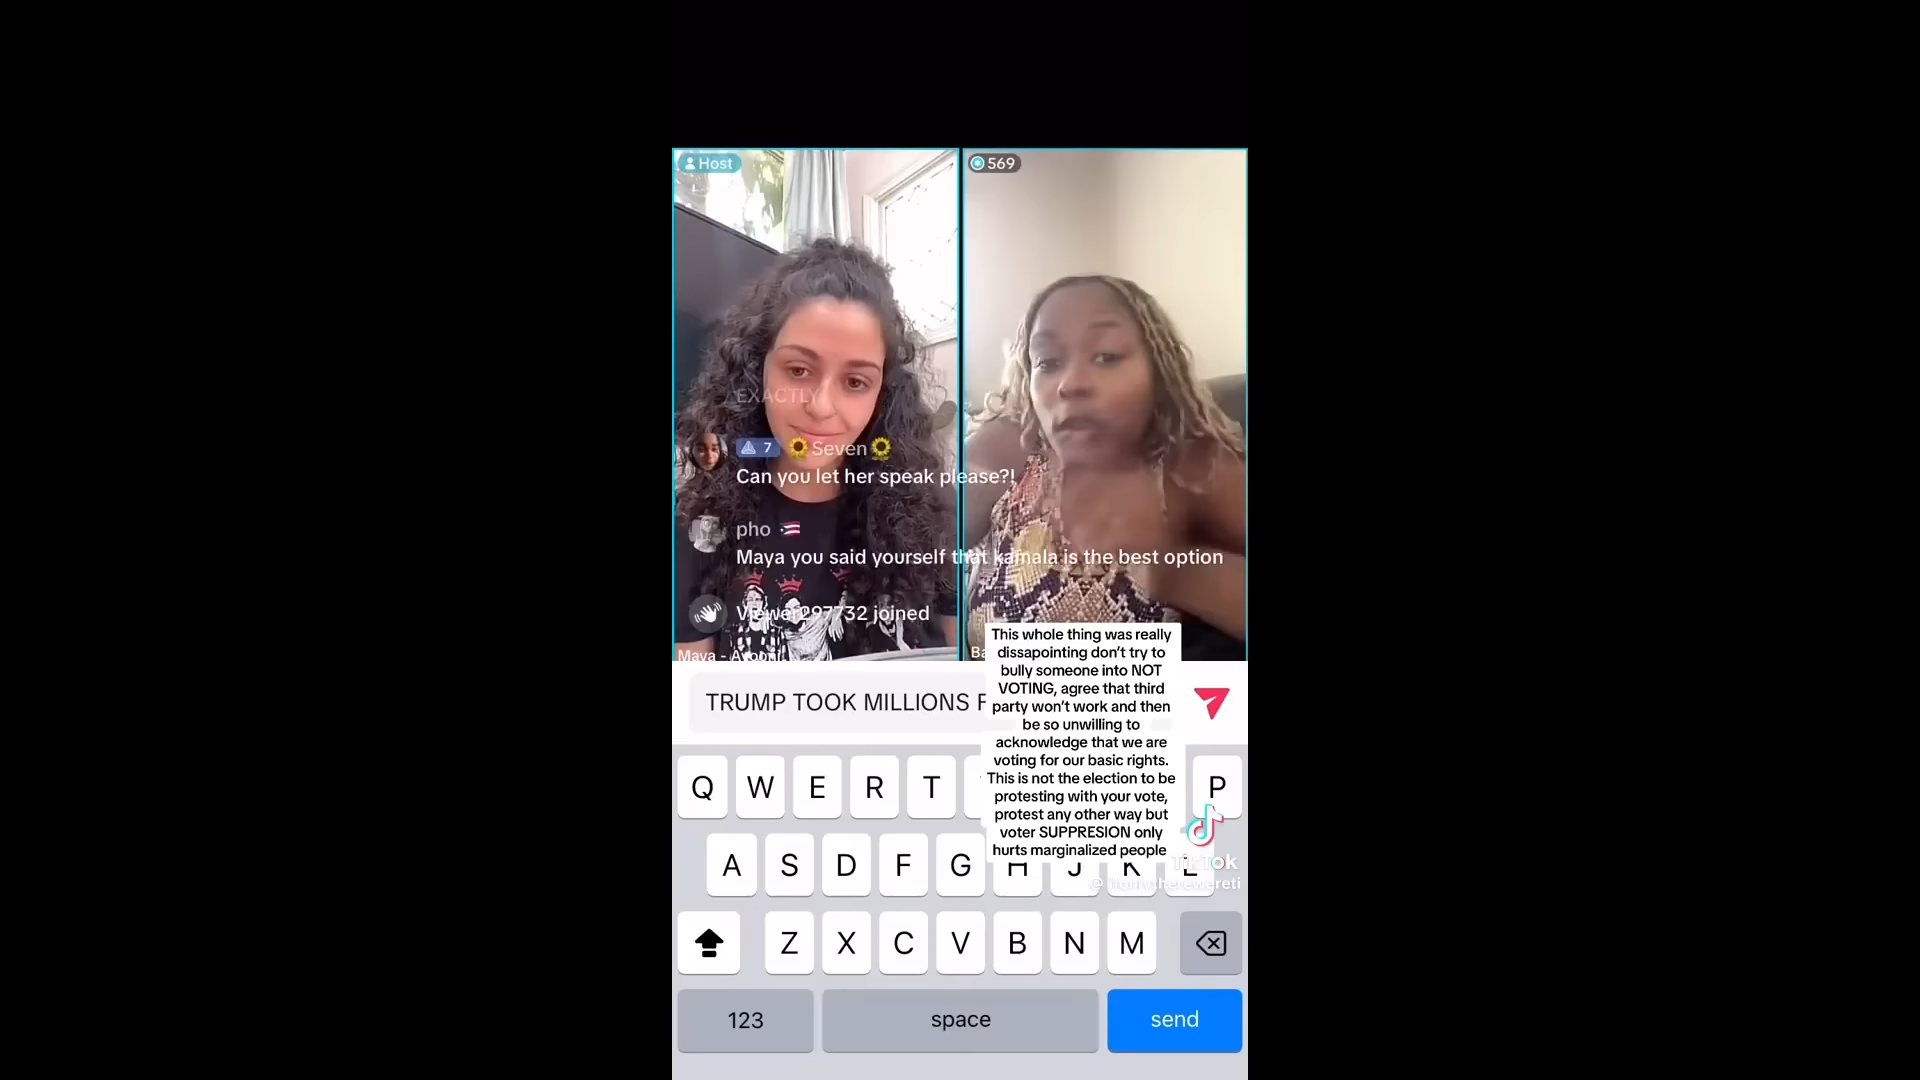 Host
569
EXACTLY
7 🌻Seven🌻
Can you let her speak please?!
pho 🇵🇷
Maya you said yourself that kamala is the best option
Viewer297732 joined
Maya -
Ba
TRUMP TOOK MILLIONS F
This whole thing was really
dissapointing don't try to
bully someone into NOT
VOTING, agree that third
party won't work and then
be so unwilling to
acknowledge that we are
voting for our basic rights.
This is not the election to be
protesting with your vote,
protest any other way but
voter SUPPRESION only
hurts marginalized people
Q W E R T P
A S D F G H J K L
TikTok
Z X C V B N M
123 space send